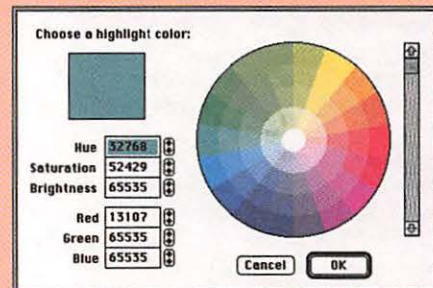 Choose a highlight color:
Hue 32768
Saturation 52429
Brightness 65535
Red 13107
Green 65535
Blue 65535
Cancel OK